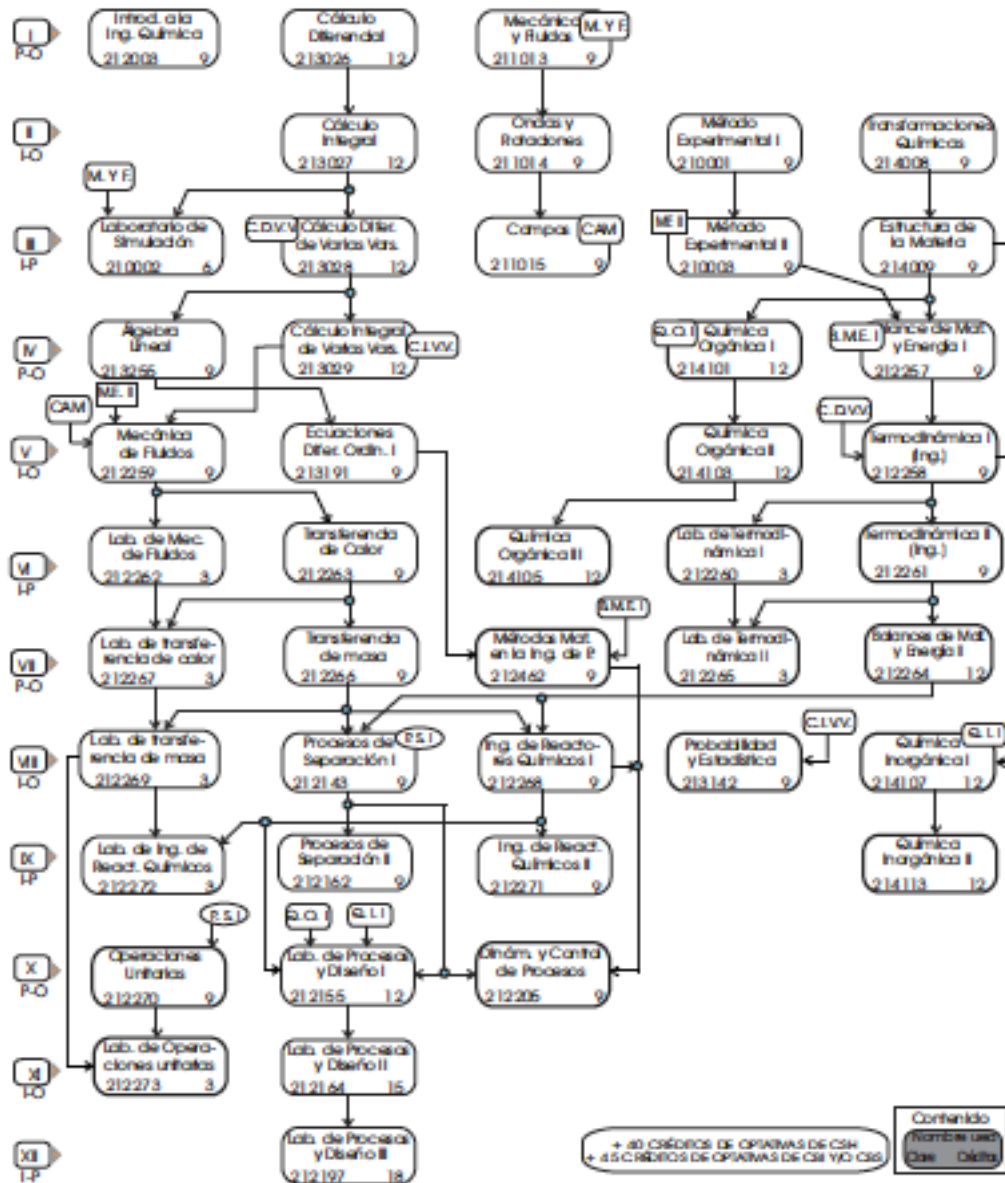 I
P-O
Introd. a la
Ing. Química
212003 9
Cálculo
Diferencial
213026 12
Mecánica
y Fluidos
211013 9
M. Y F.
II
I-O
Cálculo
Integral
213027 12
Ondas y
Rotaciones
211014 9
Método
Experimental I
210001 9
Transformaciones
Químicas
214008 9
M. Y F.
III
I-P
Laboratorio de
Simulación
210002 6
C.D.V.V.
Cálculo Difer.
de Varias Vars.
213028 12
Campos
211015 9
CAM
M.E II
Método
Experimental II
210003 9
Estructura de
la Materia
214009 9
IV
P-O
Álgebra
Lineal
213255 9
Cálculo Integral
de Varias Vars.
213029 12
C.I.V.V.
Q.O. I
Química
Orgánica I
214101 12
B.M.E. I
Balance de Mat.
y Energía I
212257 9
CAM
M.E. II
V
I-O
Mecánica
de Fluidos
212259 9
Ecuaciones
Difer. Ordin. I
213191 9
Química
Orgánica II
214103 12
C.D.V.V.
Termodinámica I
(Ing.)
212258 9
VI
I-P
Lab. de Mec.
de Fluidos
212262 3
Transferencia
de Calor
212263 9
Química
Orgánica III
214105 12
Lab. de Termodi-
námica I
212260 3
Termodinámica II
(Ing.)
212261 9
VII
P-O
Lab. de transfe-
rencia de calor
212267 3
Transferencia
de masa
212266 9
B.M.E. I
Métodos Mat.
en la Ing. de P.
212462 9
Lab. de Termodi-
námica II
212265 3
Balances de Mat.
y Energía II
212264 12
VIII
I-O
Lab. de transfe-
rencia de masa
212269 3
Procesos de
Separación I
212143 9
P.S. I
Ing. de Reacto-
res Químicos I
212268 9
C.I.V.V.
Probabilidad
y Estadística
213142 9
Química
Inorgánica I
214107 12
Q.I. I
IX
I-P
Lab. de Ing. de
React. Químicos
212272 3
Procesos de
Separación II
212162 9
Ing. de React.
Químicos II
212271 9
Química
Inorgánica II
214113 12
P.S. I
Q.O. I
Q.I. I
X
P-O
Operaciones
Unitarias
212270 9
Lab. de Procesos
y Diseño I
212155 12
Dinám. y Control
de Procesos
212205 9
XI
I-O
Lab. de Opera-
ciones unitarias
212273 3
Lab. de Procesos
y Diseño II
212164 15
XII
I-P
Lab. de Procesos
y Diseño III
212197 18
+ 40 CRÉDITOS DE OPTATIVAS DE CSH
+ 45 CRÉDITOS DE OPTATIVAS DE CBI Y/O CBS
Contenido
Nombre uea
Clave Créditos